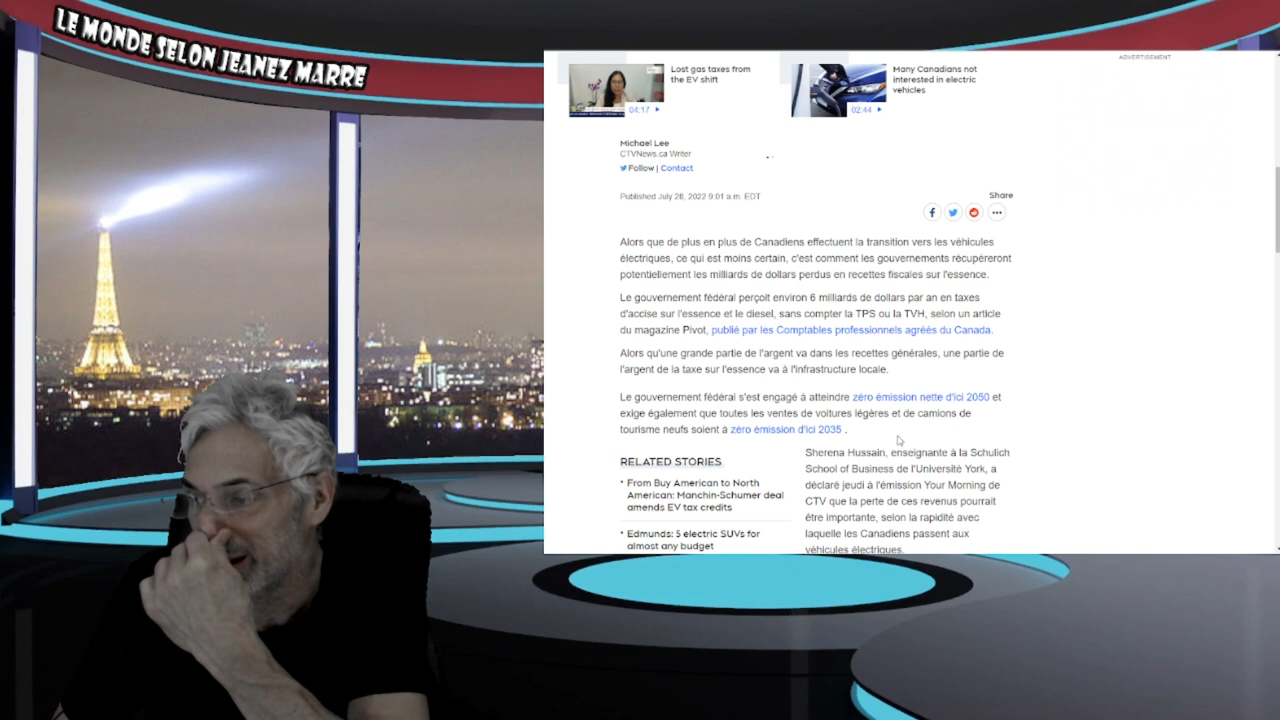 LE MONDE SELON JEANEZ MARRE
ADVERTISEMENT
Lost gas taxes from
the EV shift
04:17
Many Canadians not
interested in electric
vehicles
02:44
Michael Lee
CTVNews.ca Writer
Follow | Contact
Published July 28, 2022 9:01 a.m. EDT
Share
Alors que de plus en plus de Canadiens effectuent la transition vers les véhicules
électriques, ce qui est moins certain, c'est comment les gouvernements récupéreront
potentiellement les milliards de dollars perdus en recettes fiscales sur l'essence.
Le gouvernement fédéral perçoit environ 6 milliards de dollars par an en taxes
d'accise sur l'essence et le diesel, sans compter la TPS ou la TVH, selon un article
du magazine Pivot, publié par les Comptables professionnels agréés du Canada.
Alors qu'une grande partie de l'argent va dans les recettes générales, une partie de
l'argent de la taxe sur l'essence va à l'infrastructure locale.
Le gouvernement fédéral s'est engagé à atteindre zéro émission nette d'ici 2050 et
exige également que toutes les ventes de voitures légères et de camions de
tourisme neufs soient à zéro émission d'ici 2035 .
RELATED STORIES
From Buy American to North
American: Manchin-Schumer deal
amends EV tax credits
Edmunds: 5 electric SUVs for
almost any budget
Sherena Hussain, enseignante à la Schulich
School of Business de l'Université York, a
déclaré jeudi à l'émission Your Morning de
CTV que la perte de ces revenus pourrait
être importante, selon la rapidité avec
laquelle les Canadiens passent aux
véhicules électriques.